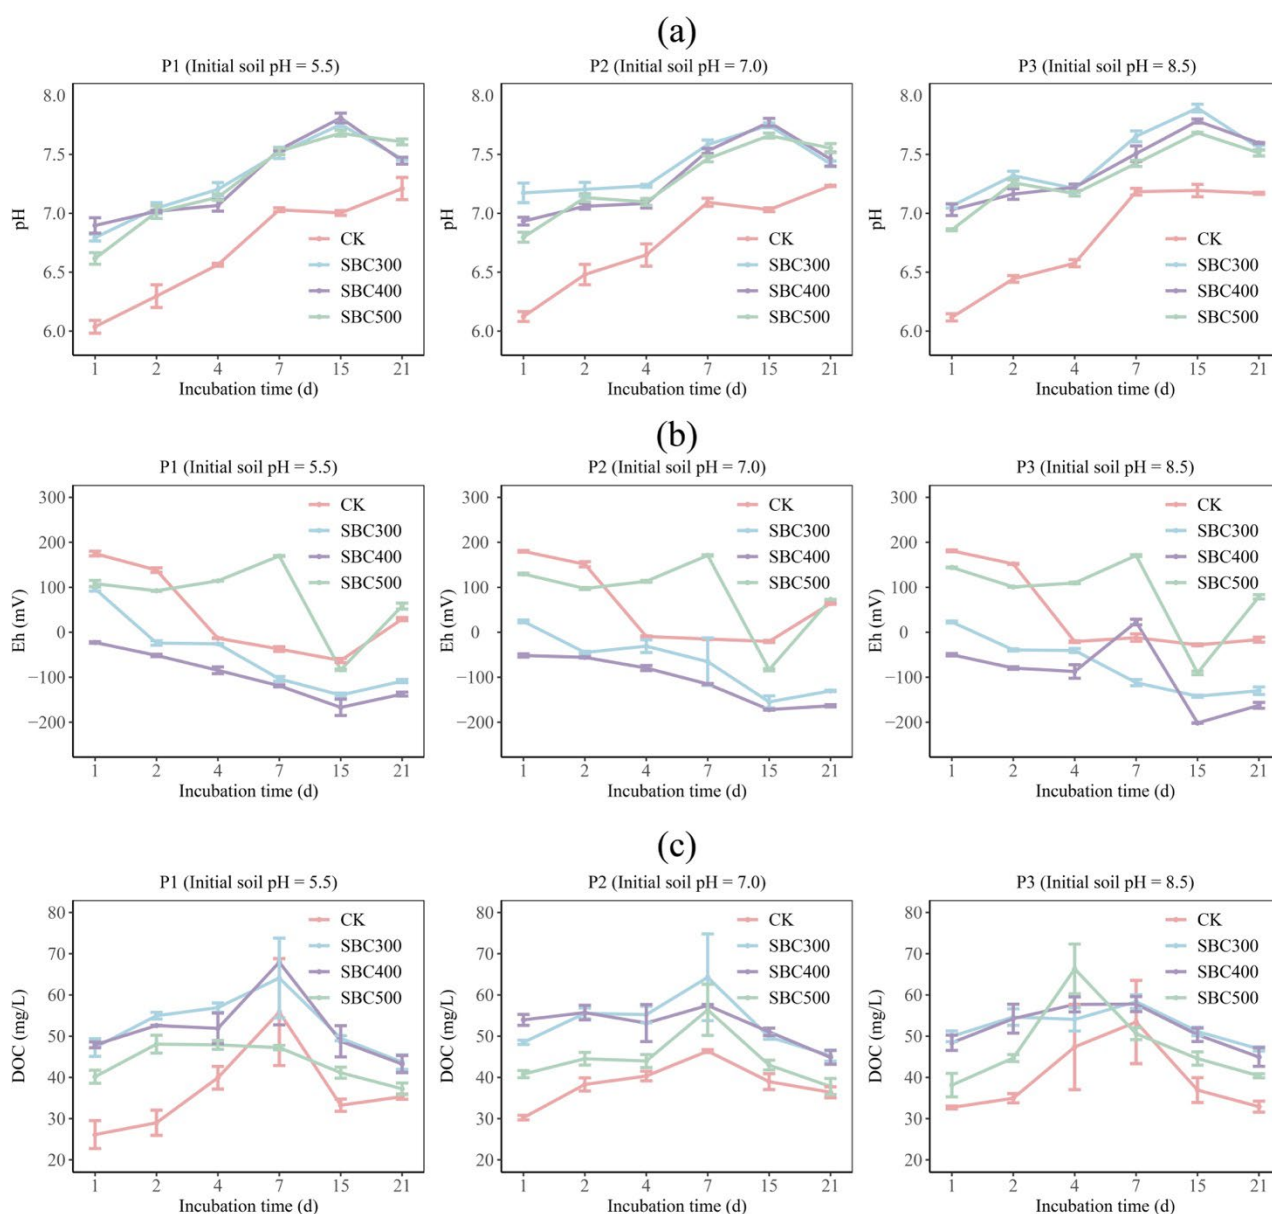 (a)
P1 (Initial soil pH = 5.5)
P2 (Initial soil pH = 7.0)
P3 (Initial soil pH = 8.5)
8.0
7.5
7.0
6.5
6.0
pH
CK
SBC300
SBC400
SBC500
1 2 4 7 15 21
Incubation time (d)
8.0
7.5
7.0
6.5
6.0
pH
CK
SBC300
SBC400
SBC500
1 2 4 7 15 21
Incubation time (d)
8.0
7.5
7.0
6.5
6.0
pH
CK
SBC300
SBC400
SBC500
1 2 4 7 15 21
Incubation time (d)
(b)
P1 (Initial soil pH = 5.5)
P2 (Initial soil pH = 7.0)
P3 (Initial soil pH = 8.5)
300
200
100
0
−100
−200
Eh (mV)
CK
SBC300
SBC400
SBC500
1 2 4 7 15 21
Incubation time (d)
300
200
100
0
−100
−200
Eh (mV)
CK
SBC300
SBC400
SBC500
1 2 4 7 15 21
Incubation time (d)
300
200
100
0
−100
−200
Eh (mV)
CK
SBC300
SBC400
SBC500
1 2 4 7 15 21
Incubation time (d)
(c)
P1 (Initial soil pH = 5.5)
P2 (Initial soil pH = 7.0)
P3 (Initial soil pH = 8.5)
80
70
60
50
40
30
20
DOC (mg/L)
CK
SBC300
SBC400
SBC500
1 2 4 7 15 21
Incubation time (d)
80
70
60
50
40
30
20
DOC (mg/L)
CK
SBC300
SBC400
SBC500
1 2 4 7 15 21
Incubation time (d)
80
70
60
50
40
30
20
DOC (mg/L)
CK
SBC300
SBC400
SBC500
1 2 4 7 15 21
Incubation time (d)